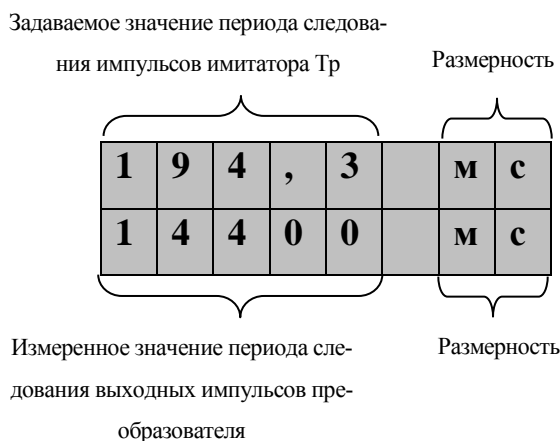 Задаваемое значение периода следова-
ния импульсов имитатора Тр
Размерность
1 9 4 , 3 м с
1 4 4 0 0 м с
Измеренное значение периода сле-
дования выходных импульсов пре-
образователя
Размерность